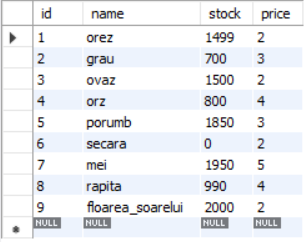 id name stock price
1 orez 1499 2
2 grau 700 3
3 ovaz 1500 2
4 orz 800 4
5 porumb 1850 3
6 secara 0 2
7 mei 1950 5
8 rapita 990 4
9 floarea_soarelui 2000 2
NULL NULL NULL NULL